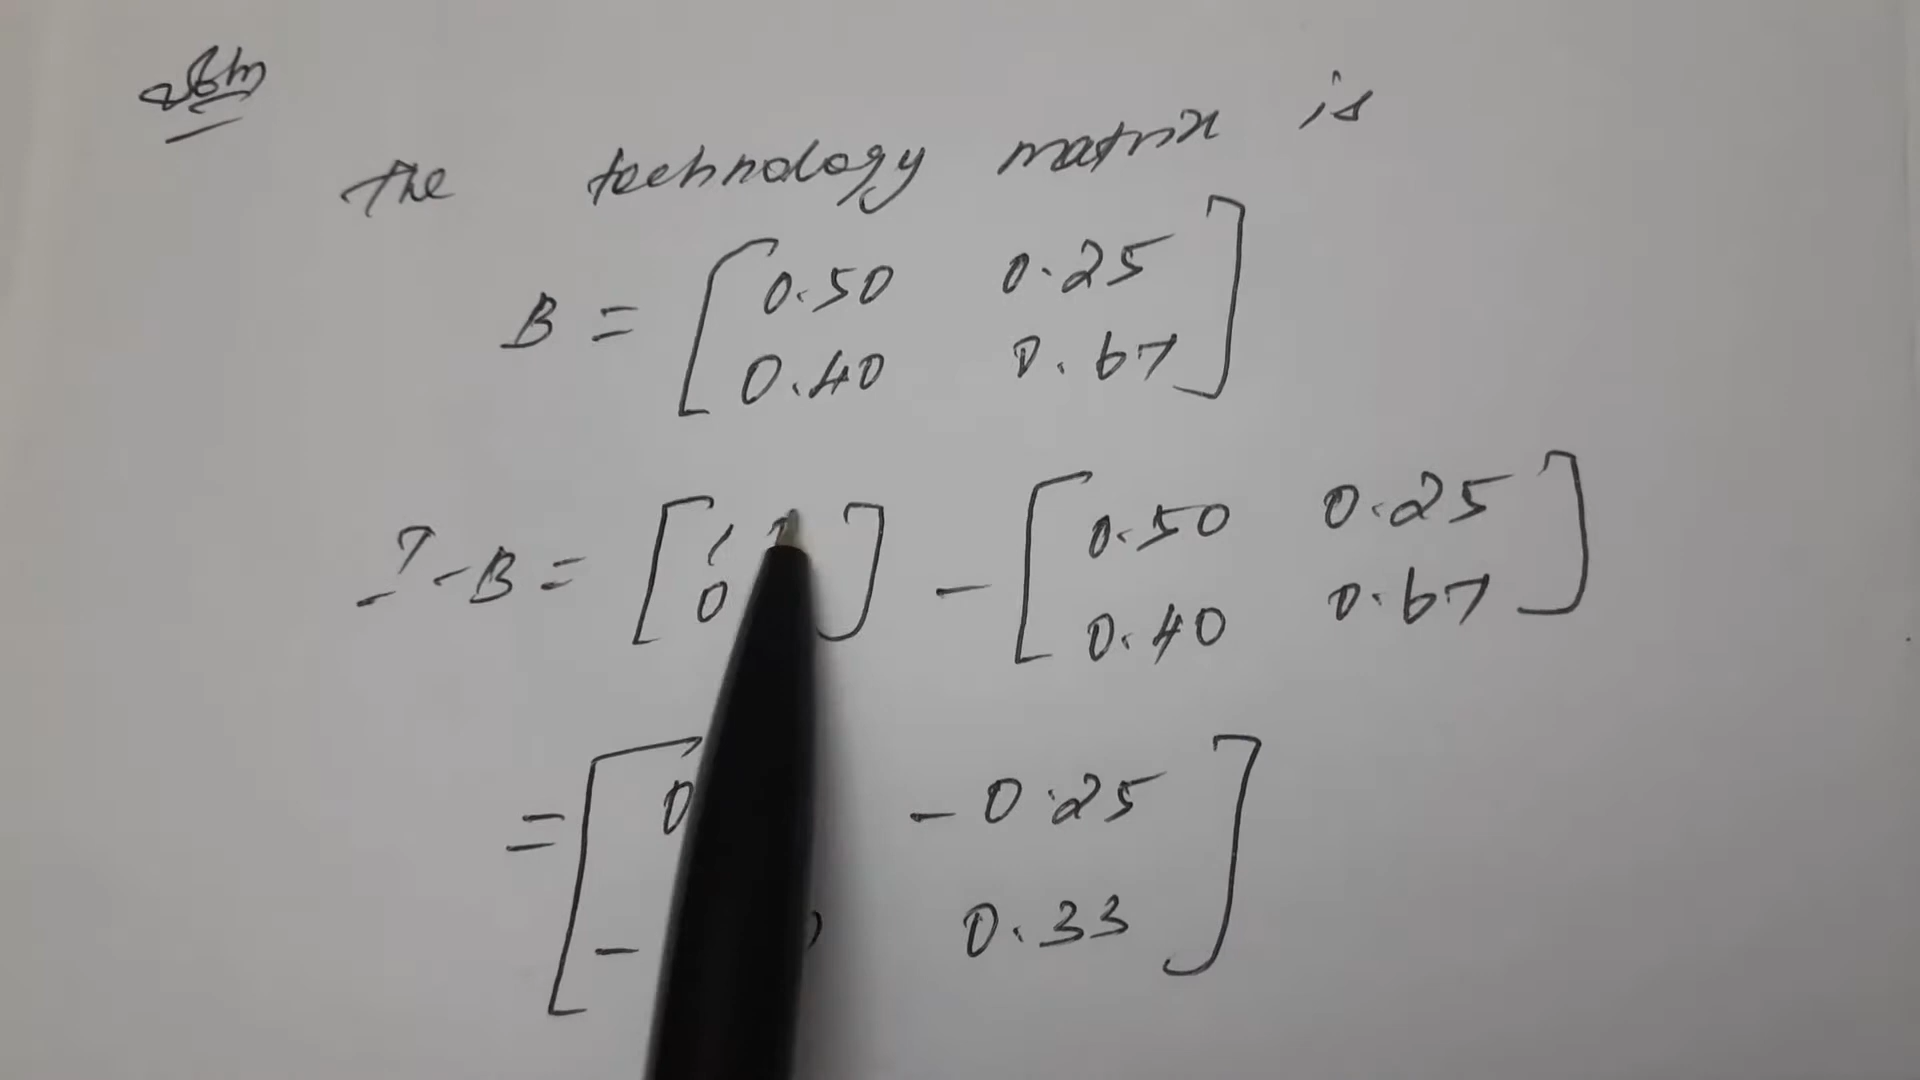 Soln
The technology matrix is
B = [ 0.50 0.25
0.40 0.67 ]
I - B = [ 1
0 ] - [ 0.50 0.25
0.40 0.67 ]
= [ 0 - 0.25
- 0.33 ]